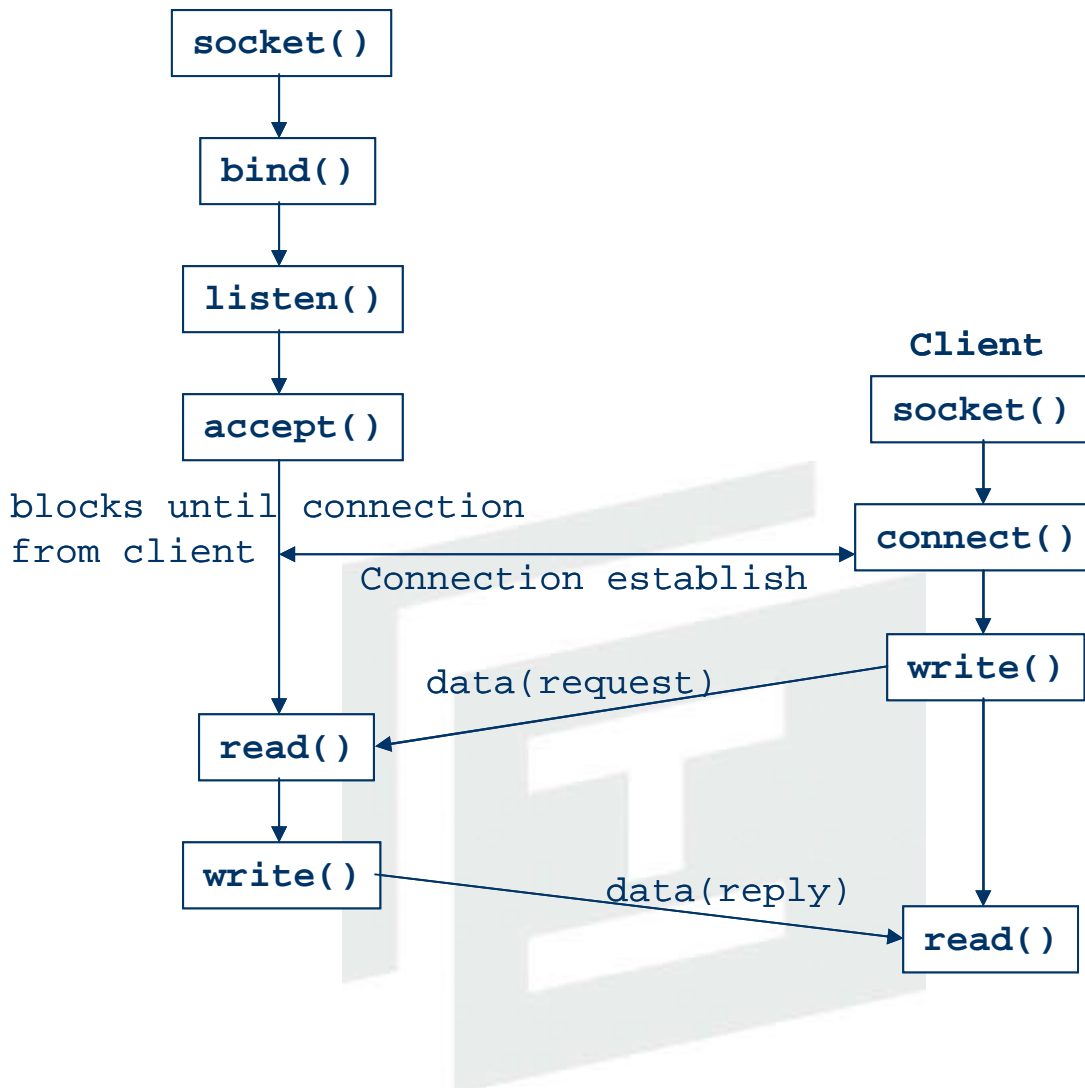 socket()
bind()
listen()
accept()
blocks until connection
from client
Client
socket()
connect()
Connection establish
write()
data(request)
read()
write()
data(reply)
read()